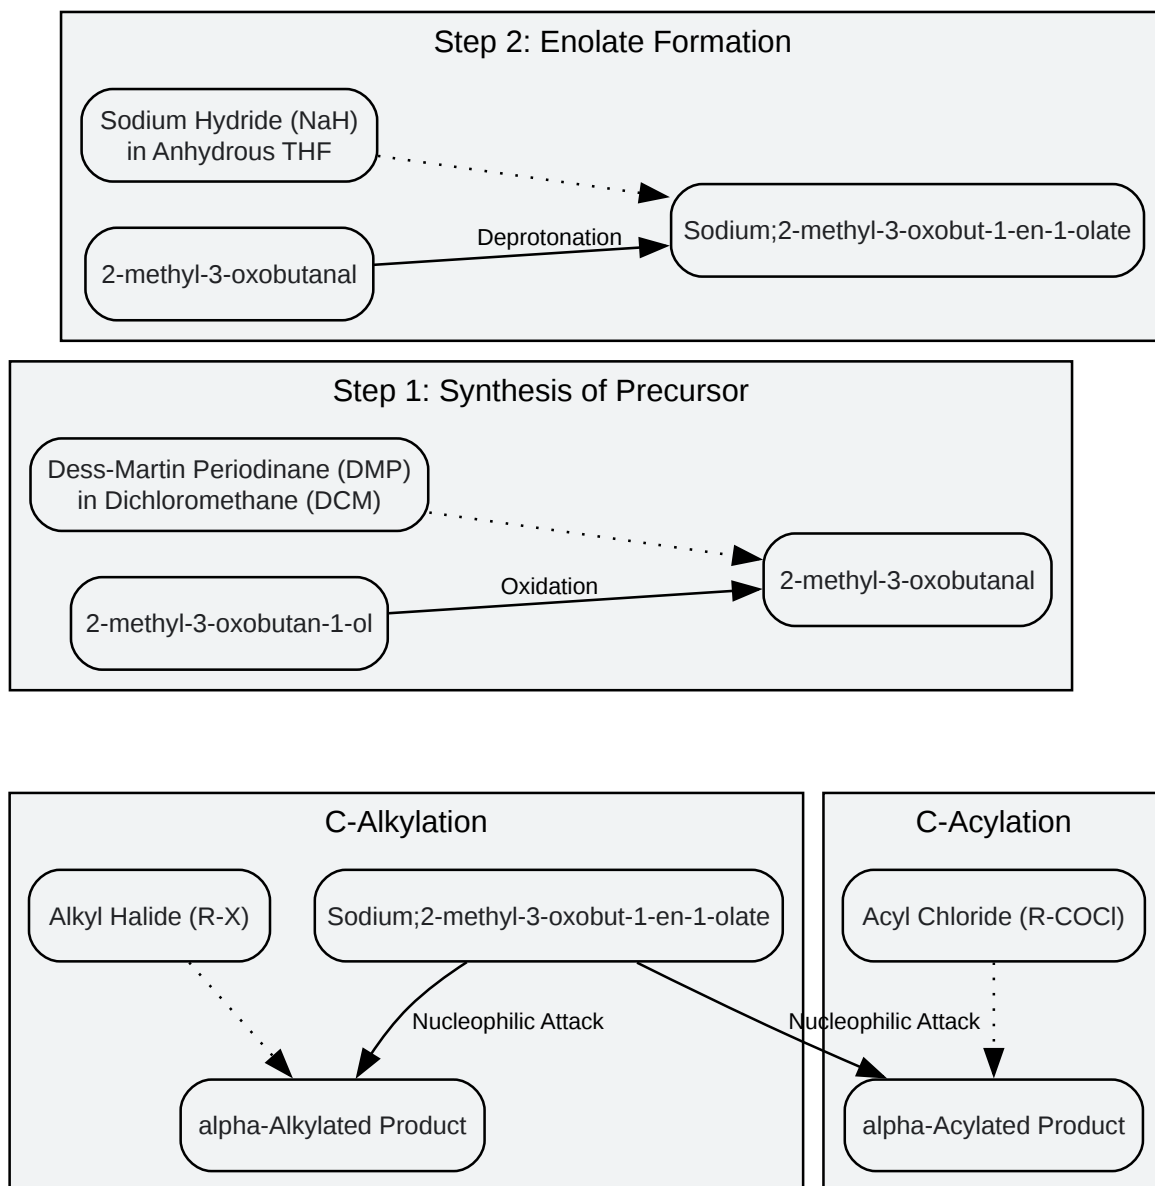 Step 2: Enolate Formation
Sodium Hydride (NaH)
in Anhydrous THF
Deprotonation
Sodium;2-methyl-3-oxobut-1-en-1-olate
2-methyl-3-oxobutanal
Step 1: Synthesis of Precursor
Dess-Martin Periodinane (DMP)
in Dichloromethane (DCM)
Oxidation
2-methyl-3-oxobutanal
2-methyl-3-oxobutan-1-ol
C-Alkylation
Alkyl Halide (R-X)
Sodium;2-methyl-3-oxobut-1-en-1-olate
Nucleophilic Attack
alpha-Alkylated Product
C-Acylation
Acyl Chloride (R-COCl)
Nucleophilic Attack
alpha-Acylated Product